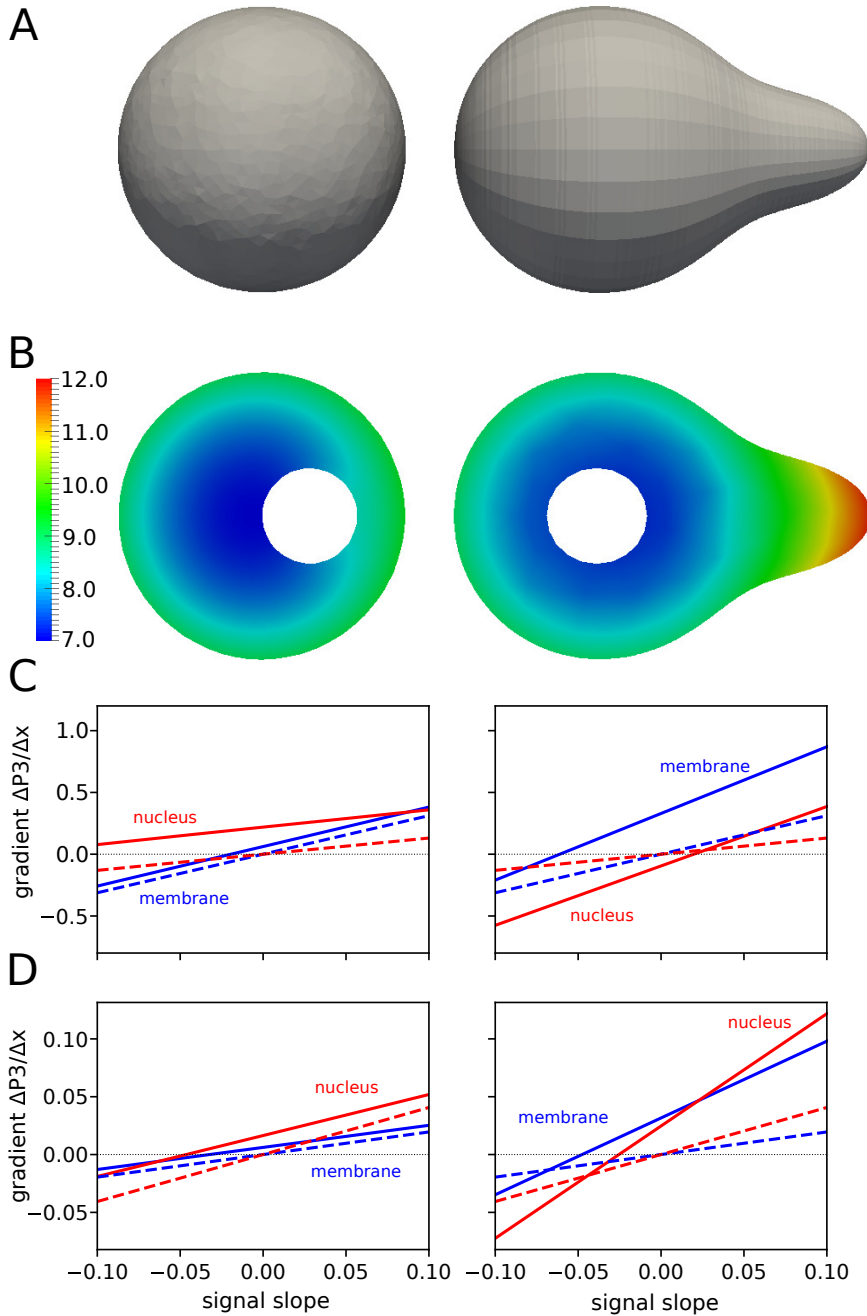 A
B
12.0
11.0
10.0
9.0
8.0
7.0
C
gradient ΔP3/Δx
1.0
0.5
0.0
−0.5
nucleus
membrane
membrane
nucleus
D
gradient ΔP3/Δx
0.10
0.05
0.00
−0.05
nucleus
membrane
nucleus
membrane
−0.10 −0.05 0.00 0.05 0.10
−0.10 −0.05 0.00 0.05 0.10
signal slope
signal slope